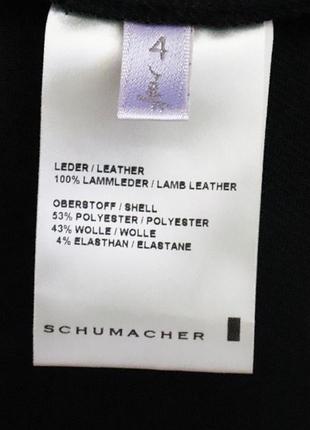 4
LEDER / LEATHER
100% LAMMLEDER / LAMB LEATHER
OBERSTOFF / SHELL
53% POLYESTER / POLYESTER
43% WOLLE / WOLLE
4% ELASTHAN / ELASTANE
SCHUMACHER